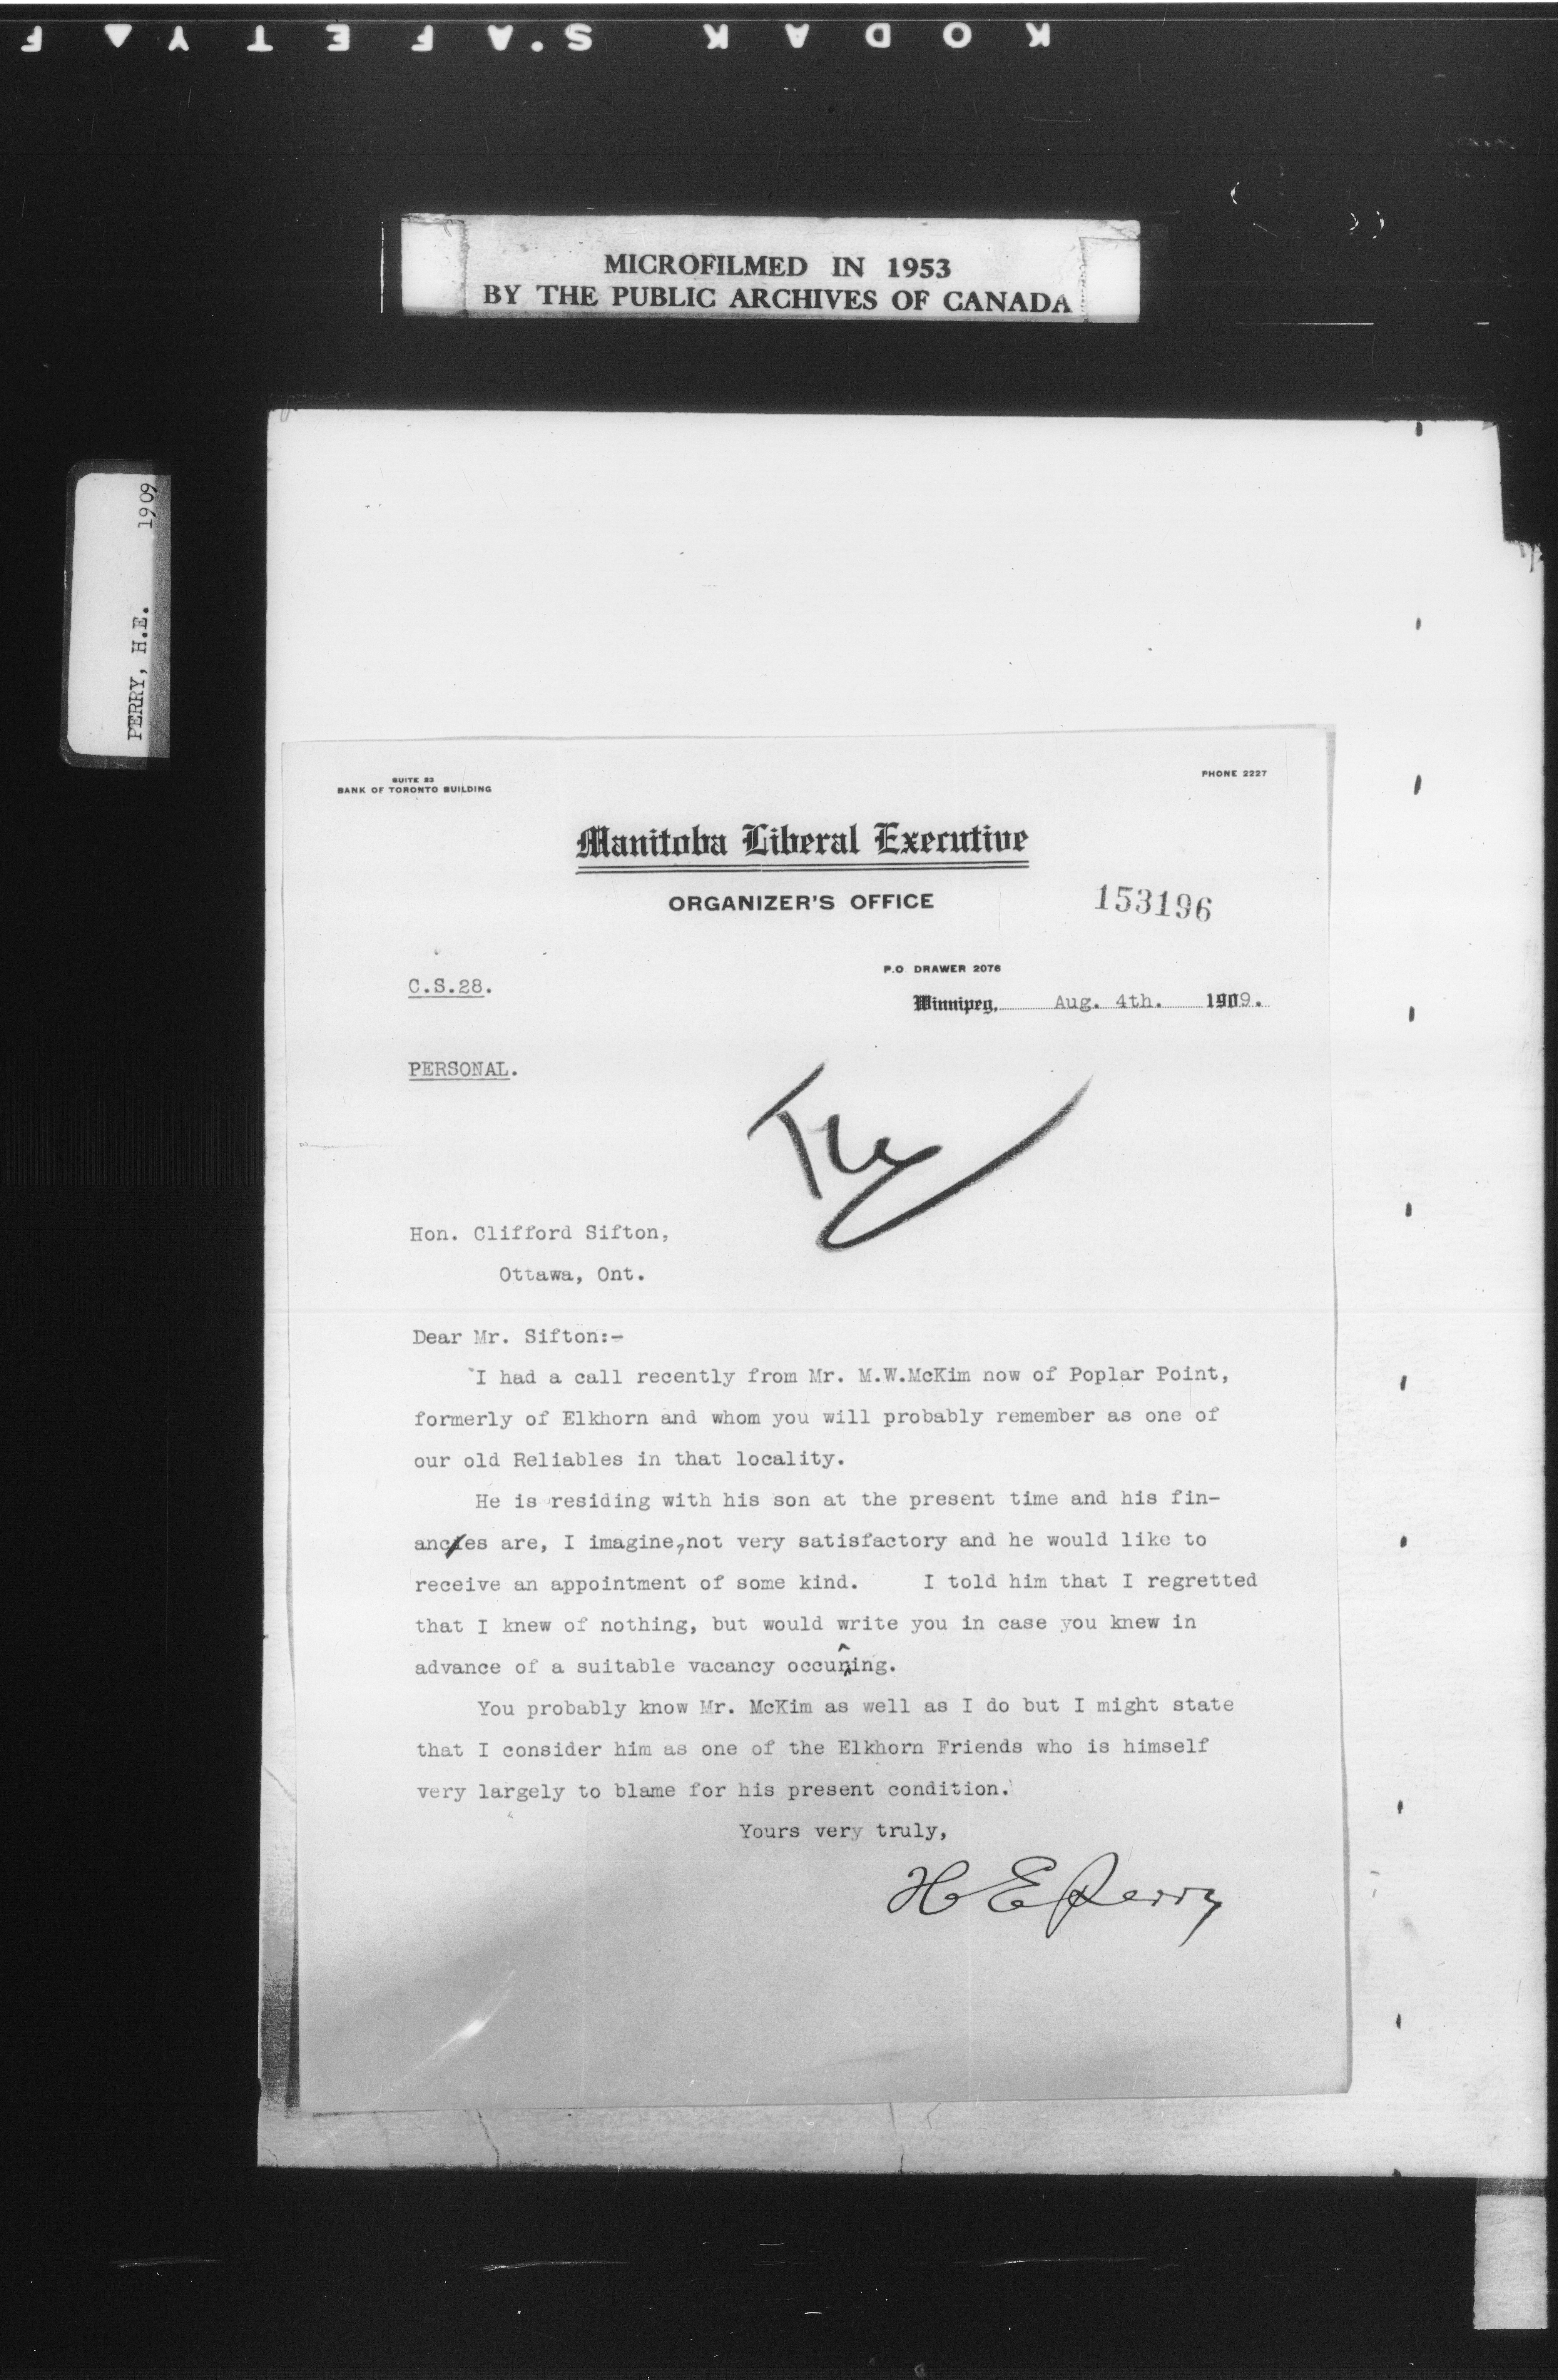 KODAK S.AFETY F
MICROFILMED IN 1953
BY THE PUBLIC ARCHIVES OF CANADA
PERRY, H.E. 1909
SUITE 23
BANK OF TORONTO BUILDING
PHONE 2227
Manitoba Liberal Executive
ORGANIZER'S OFFICE
153196
P.O. DRAWER 2076
C.S.28.
Winnipeg, Aug. 4th. 1909.
PERSONAL.
Hon. Clifford Sifton,
Ottawa, Ont.
Dear Mr. Sifton:-
I had a call recently from Mr. M.W.McKim now of Poplar Point,
formerly of Elkhorn and whom you will probably remember as one of
our old Reliables in that locality.
He is residing with his son at the present time and his fin-
ances are, I imagine, not very satisfactory and he would like to
receive an appointment of some kind. I told him that I regretted
that I knew of nothing, but would write you in case you knew in
advance of a suitable vacancy occuring.
You probably know Mr. McKim as well as I do but I might state
that I consider him as one of the Elkhorn Friends who is himself
very largely to blame for his present condition.
Yours very truly,
H E Perry